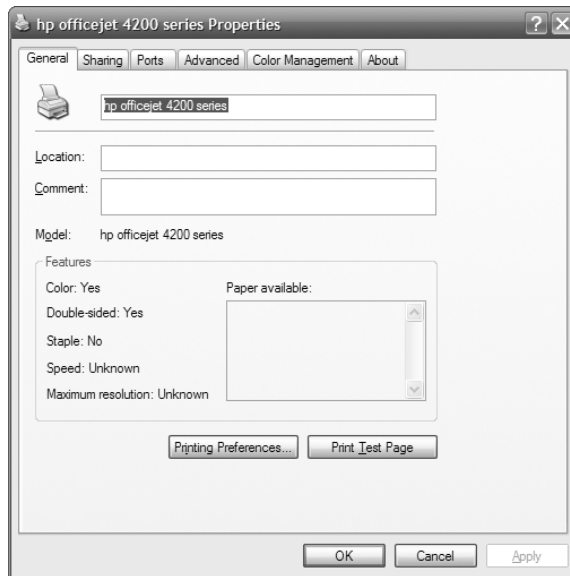 hp officejet 4200 series Properties
General Sharing Ports Advanced Color Management About
hp officejet 4200 series
Location:
Comment:
Model: hp officejet 4200 series
Features
Color: Yes Paper available:
Double-sided: Yes
Staple: No
Speed: Unknown
Maximum resolution: Unknown
Printing Preferences... Print Test Page
OK Cancel Apply